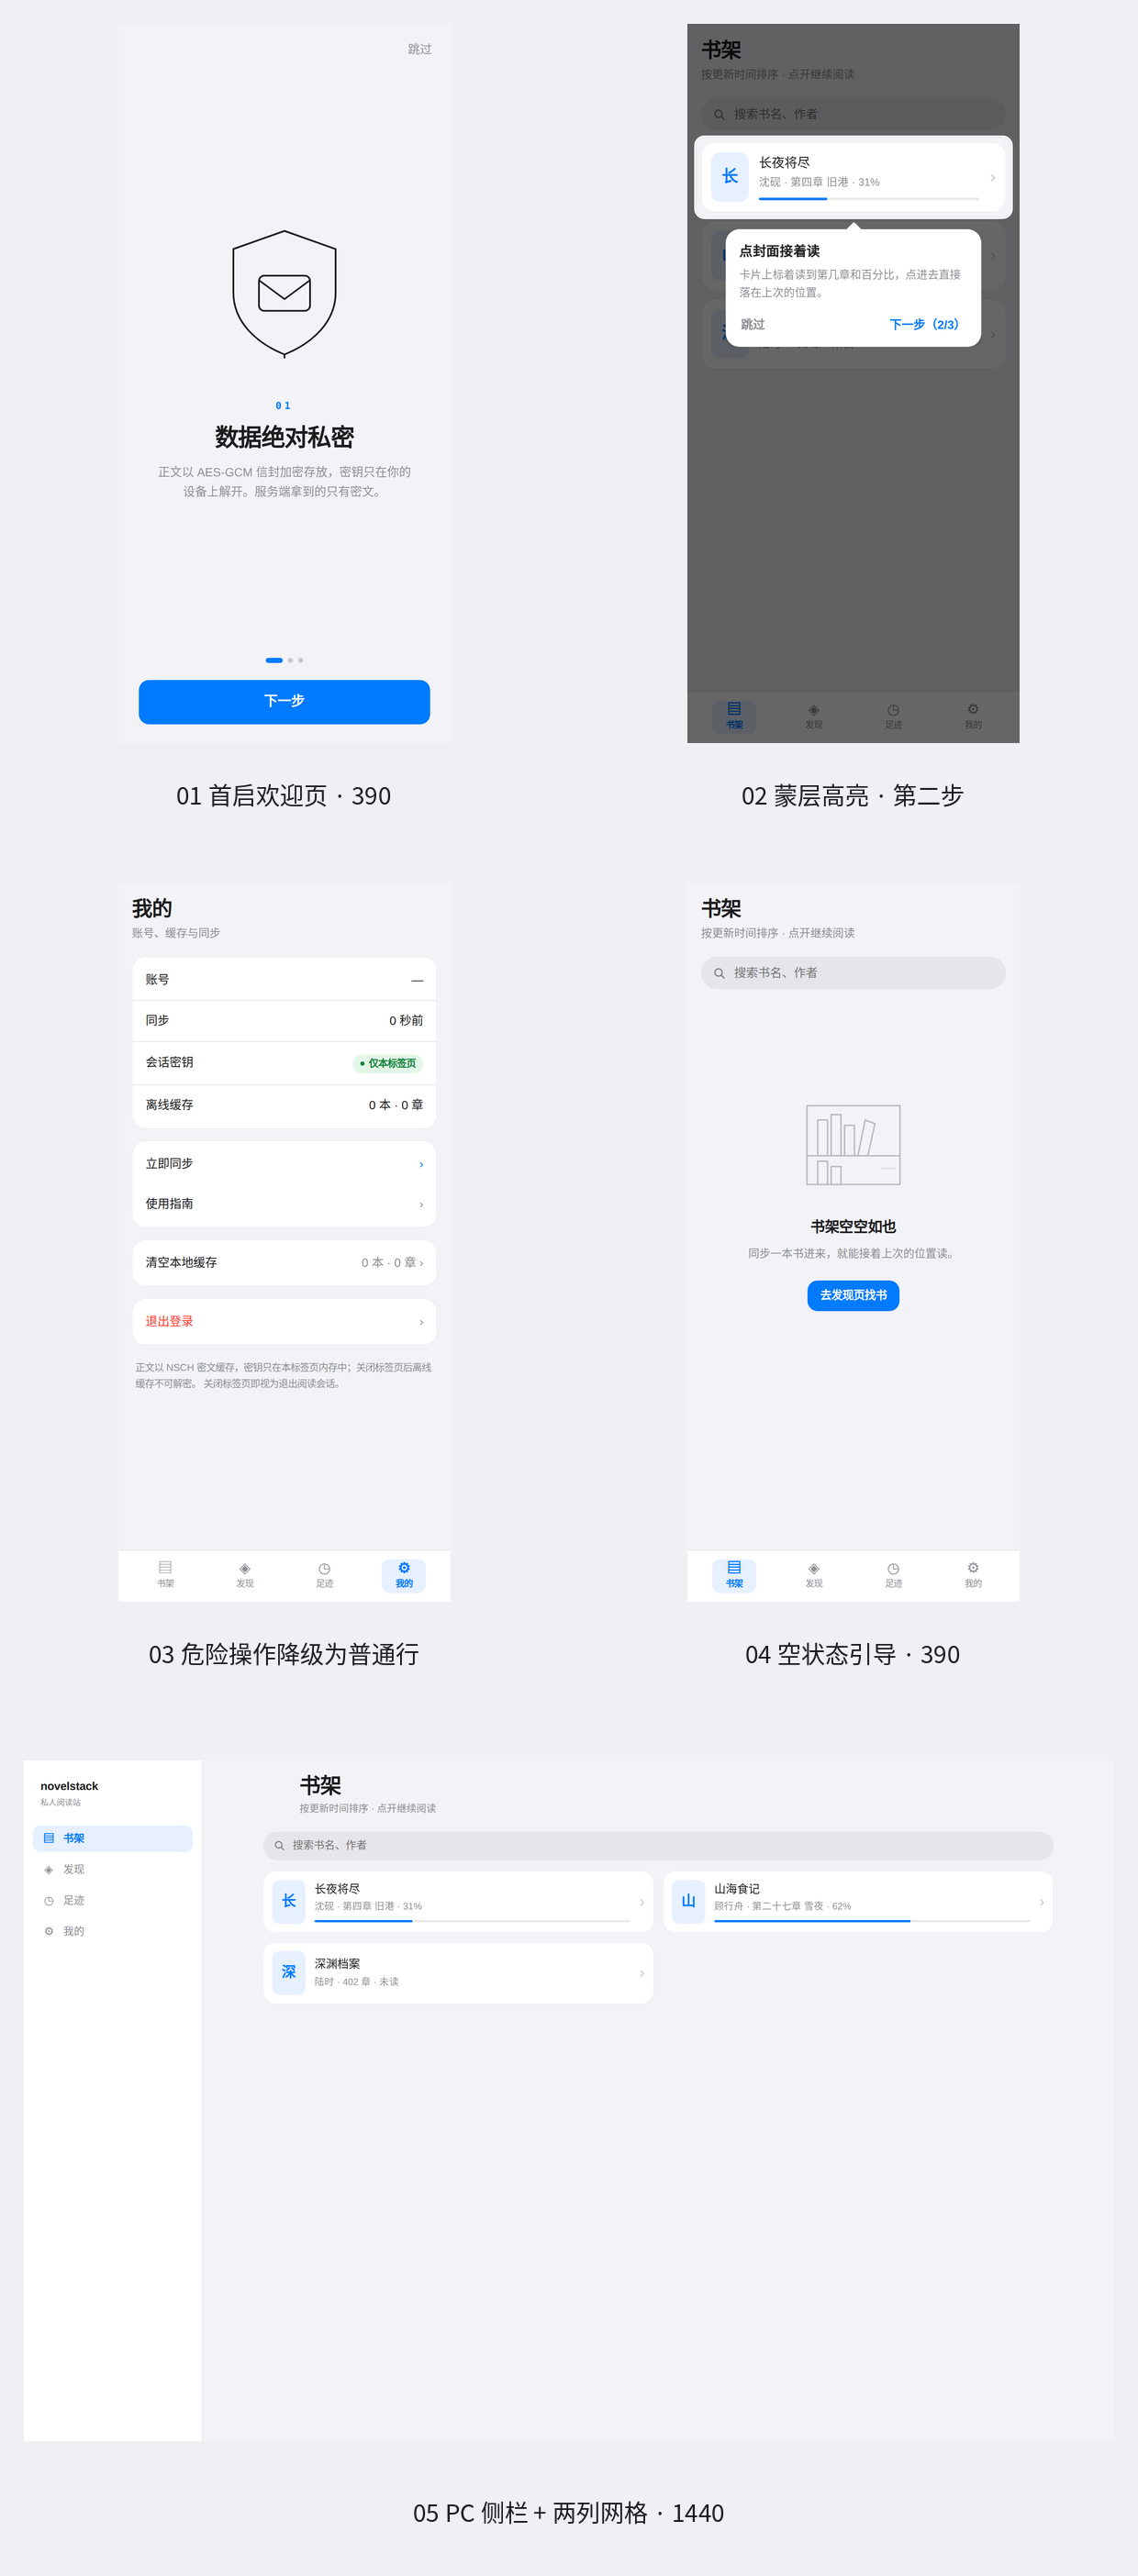 跳过
01
数据绝对私密
正文以 AES-GCM 信封加密存放，密钥只在你的
设备上解开。服务端拿到的只有密文。
下一步
01 首启欢迎页 · 390
书架
按更新时间排序 · 点开继续阅读
搜索书名、作者
长
长夜将尽
沈砚 · 第四章 旧港 · 31%
点封面接着读
卡片上标着读到第几章和百分比，点进去直接
落在上次的位置。
跳过
下一步（2/3）
书架
发现
足迹
我的
02 蒙层高亮 · 第二步
我的
账号、缓存与同步
账号 —
同步 0 秒前
会话密钥 仅本标签页
离线缓存 0 本 · 0 章
立即同步
使用指南
清空本地缓存 0 本 · 0 章
退出登录
正文以 NSCH 密文缓存，密钥只在本标签页内存中；关闭标签页后离线
缓存不可解密。 关闭标签页即视为退出阅读会话。
书架
发现
足迹
我的
03 危险操作降级为普通行
书架
按更新时间排序 · 点开继续阅读
搜索书名、作者
书架空空如也
同步一本书进来，就能接着上次的位置读。
去发现页找书
书架
发现
足迹
我的
04 空状态引导 · 390
novelstack
私人阅读站
书架
发现
足迹
我的
书架
按更新时间排序 · 点开继续阅读
搜索书名、作者
长
长夜将尽
沈砚 · 第四章 旧港 · 31%
山
山海食记
顾行舟 · 第二十七章 雪夜 · 62%
深
深渊档案
陆时 · 402 章 · 未读
05 PC 侧栏 + 两列网格 · 1440